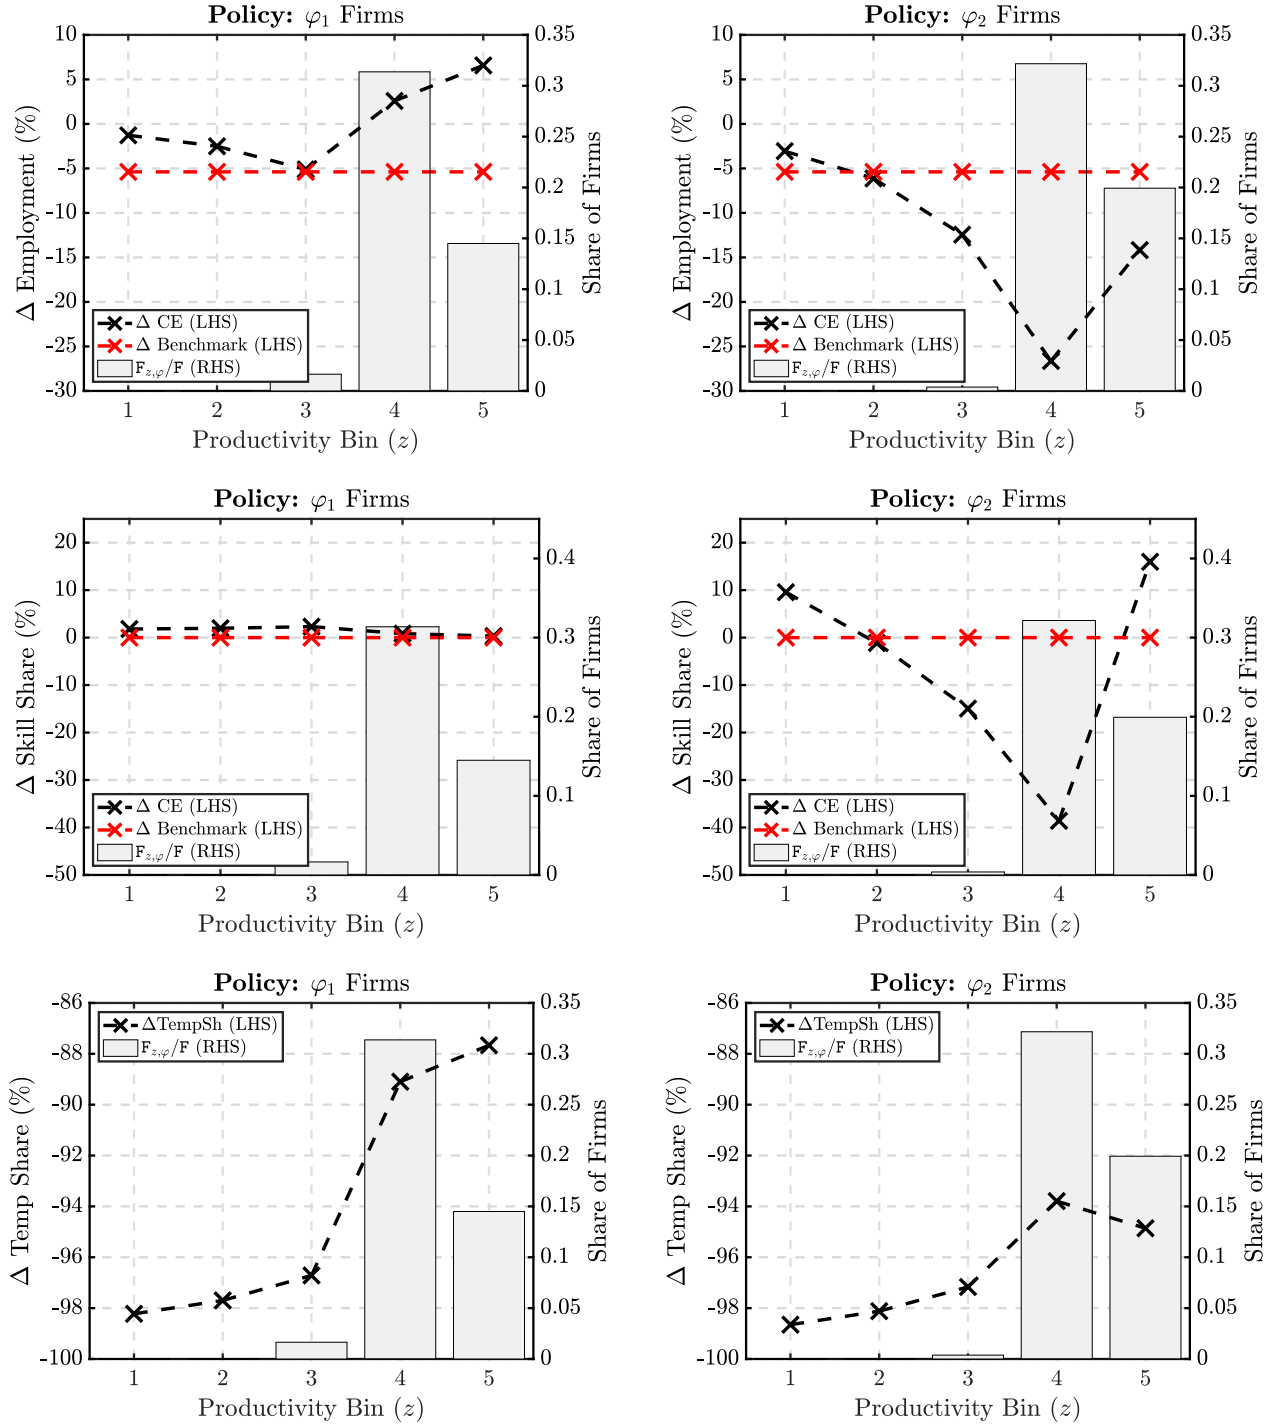 Policy: φ₁ Firms
10
5
0
-5
-10
-15
-20
-25
-30
0.35
0.3
0.25
0.2
0.15
0.1
0.05
0
Δ Employment (%)
Share of Firms
Δ CE (LHS)
Δ Benchmark (LHS)
F_{z,φ}/F (RHS)
1 2 3 4 5
Productivity Bin (z)
Policy: φ₂ Firms
10
5
0
-5
-10
-15
-20
-25
-30
0.35
0.3
0.25
0.2
0.15
0.1
0.05
0
Δ Employment (%)
Share of Firms
Δ CE (LHS)
Δ Benchmark (LHS)
F_{z,φ}/F (RHS)
1 2 3 4 5
Productivity Bin (z)
Policy: φ₁ Firms
20
10
0
-10
-20
-30
-40
-50
0.4
0.3
0.2
0.1
0
Δ Skill Share (%)
Share of Firms
Δ CE (LHS)
Δ Benchmark (LHS)
F_{z,φ}/F (RHS)
1 2 3 4 5
Productivity Bin (z)
Policy: φ₂ Firms
20
10
0
-10
-20
-30
-40
-50
0.4
0.3
0.2
0.1
0
Δ Skill Share (%)
Share of Firms
Δ CE (LHS)
Δ Benchmark (LHS)
F_{z,φ}/F (RHS)
1 2 3 4 5
Productivity Bin (z)
Policy: φ₁ Firms
-86
-88
-90
-92
-94
-96
-98
-100
0.35
0.3
0.25
0.2
0.15
0.1
0.05
0
Δ Temp Share (%)
Share of Firms
ΔTempSh (LHS)
F_{z,φ}/F (RHS)
1 2 3 4 5
Productivity Bin (z)
Policy: φ₂ Firms
-86
-88
-90
-92
-94
-96
-98
-100
0.35
0.3
0.25
0.2
0.15
0.1
0.05
0
Δ Temp Share (%)
Share of Firms
ΔTempSh (LHS)
F_{z,φ}/F (RHS)
1 2 3 4 5
Productivity Bin (z)